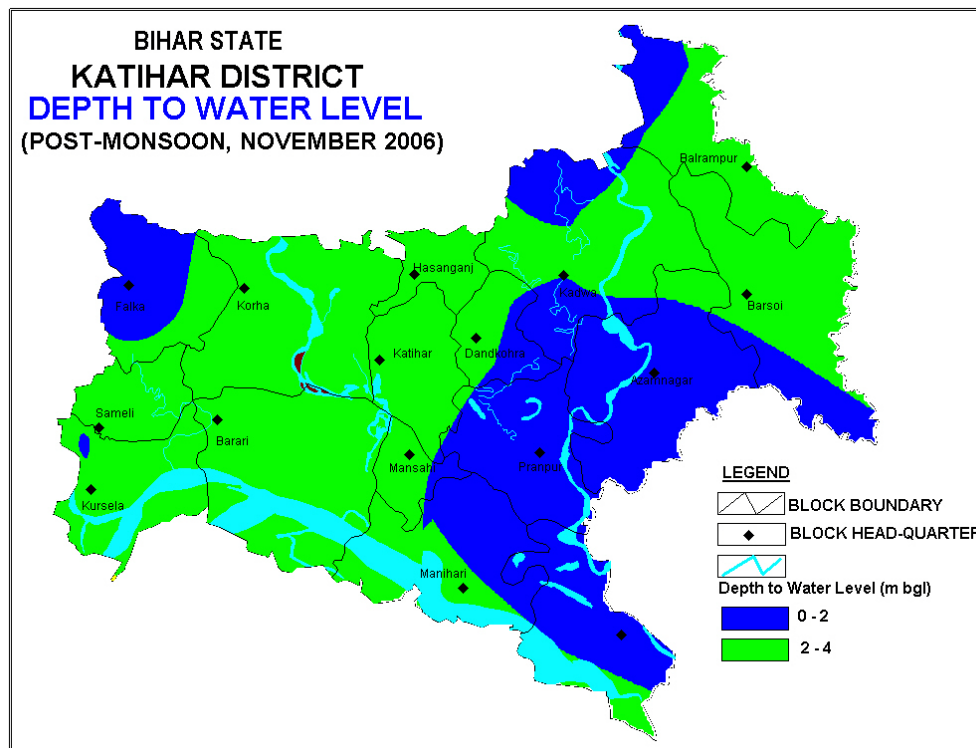 BIHAR STATE
KATIHAR DISTRICT
DEPTH TO WATER LEVEL
(POST-MONSOON, NOVEMBER 2006)
Balrampur
Hasanganj
Falka
Korha
Kadwa
Barsoi
Dandkohra
Katihar
Azamnagar
Sameli
Barari
Mansahi
Pranpur
Kursela
Manihari
LEGEND
BLOCK BOUNDARY
BLOCK HEAD-QUARTER
Depth to Water Level (m bgl)
0 - 2
2 - 4